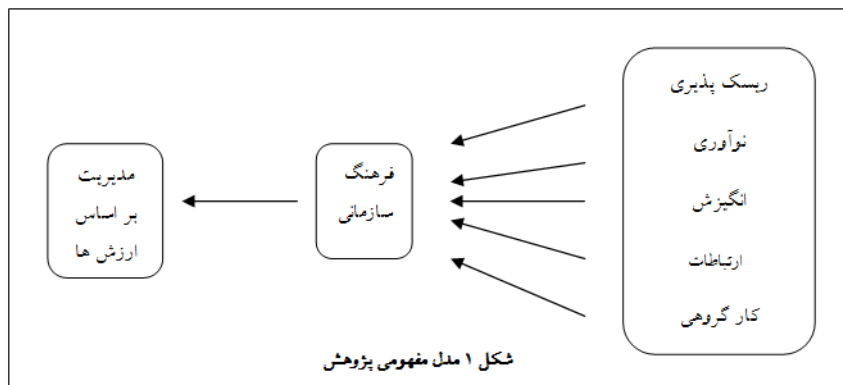 ریسک پذیری
نوآوری
انگیزش
ارتباطات
کار گروهی
فرهنگ
سازمانی
مدیریت
بر اساس
ارزش ها
شکل ۱ مدل مفهومی پژوهش